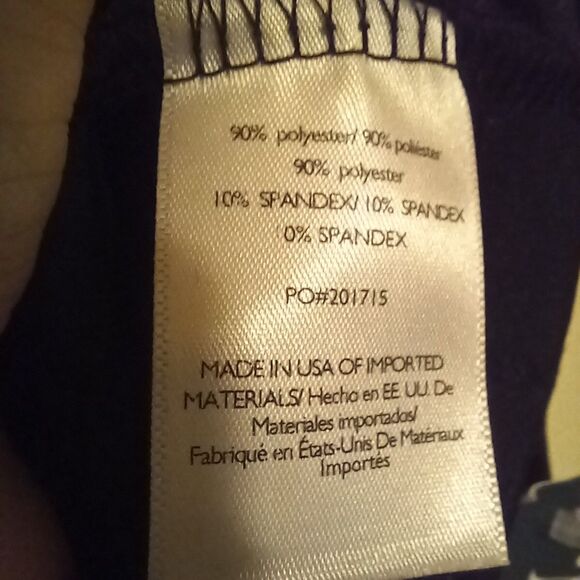 90% polyester/ 90% poliéster
90% polyester
10% SPANDEX/ 10% SPANDEX
0% SPANDEX
PO#201715
MADE IN USA OF IMPORTED
MATERIALS/ Hecho en EE. UU. De
Materiales importados/
Fabriqué en États-Unis De Matériaux
Importés